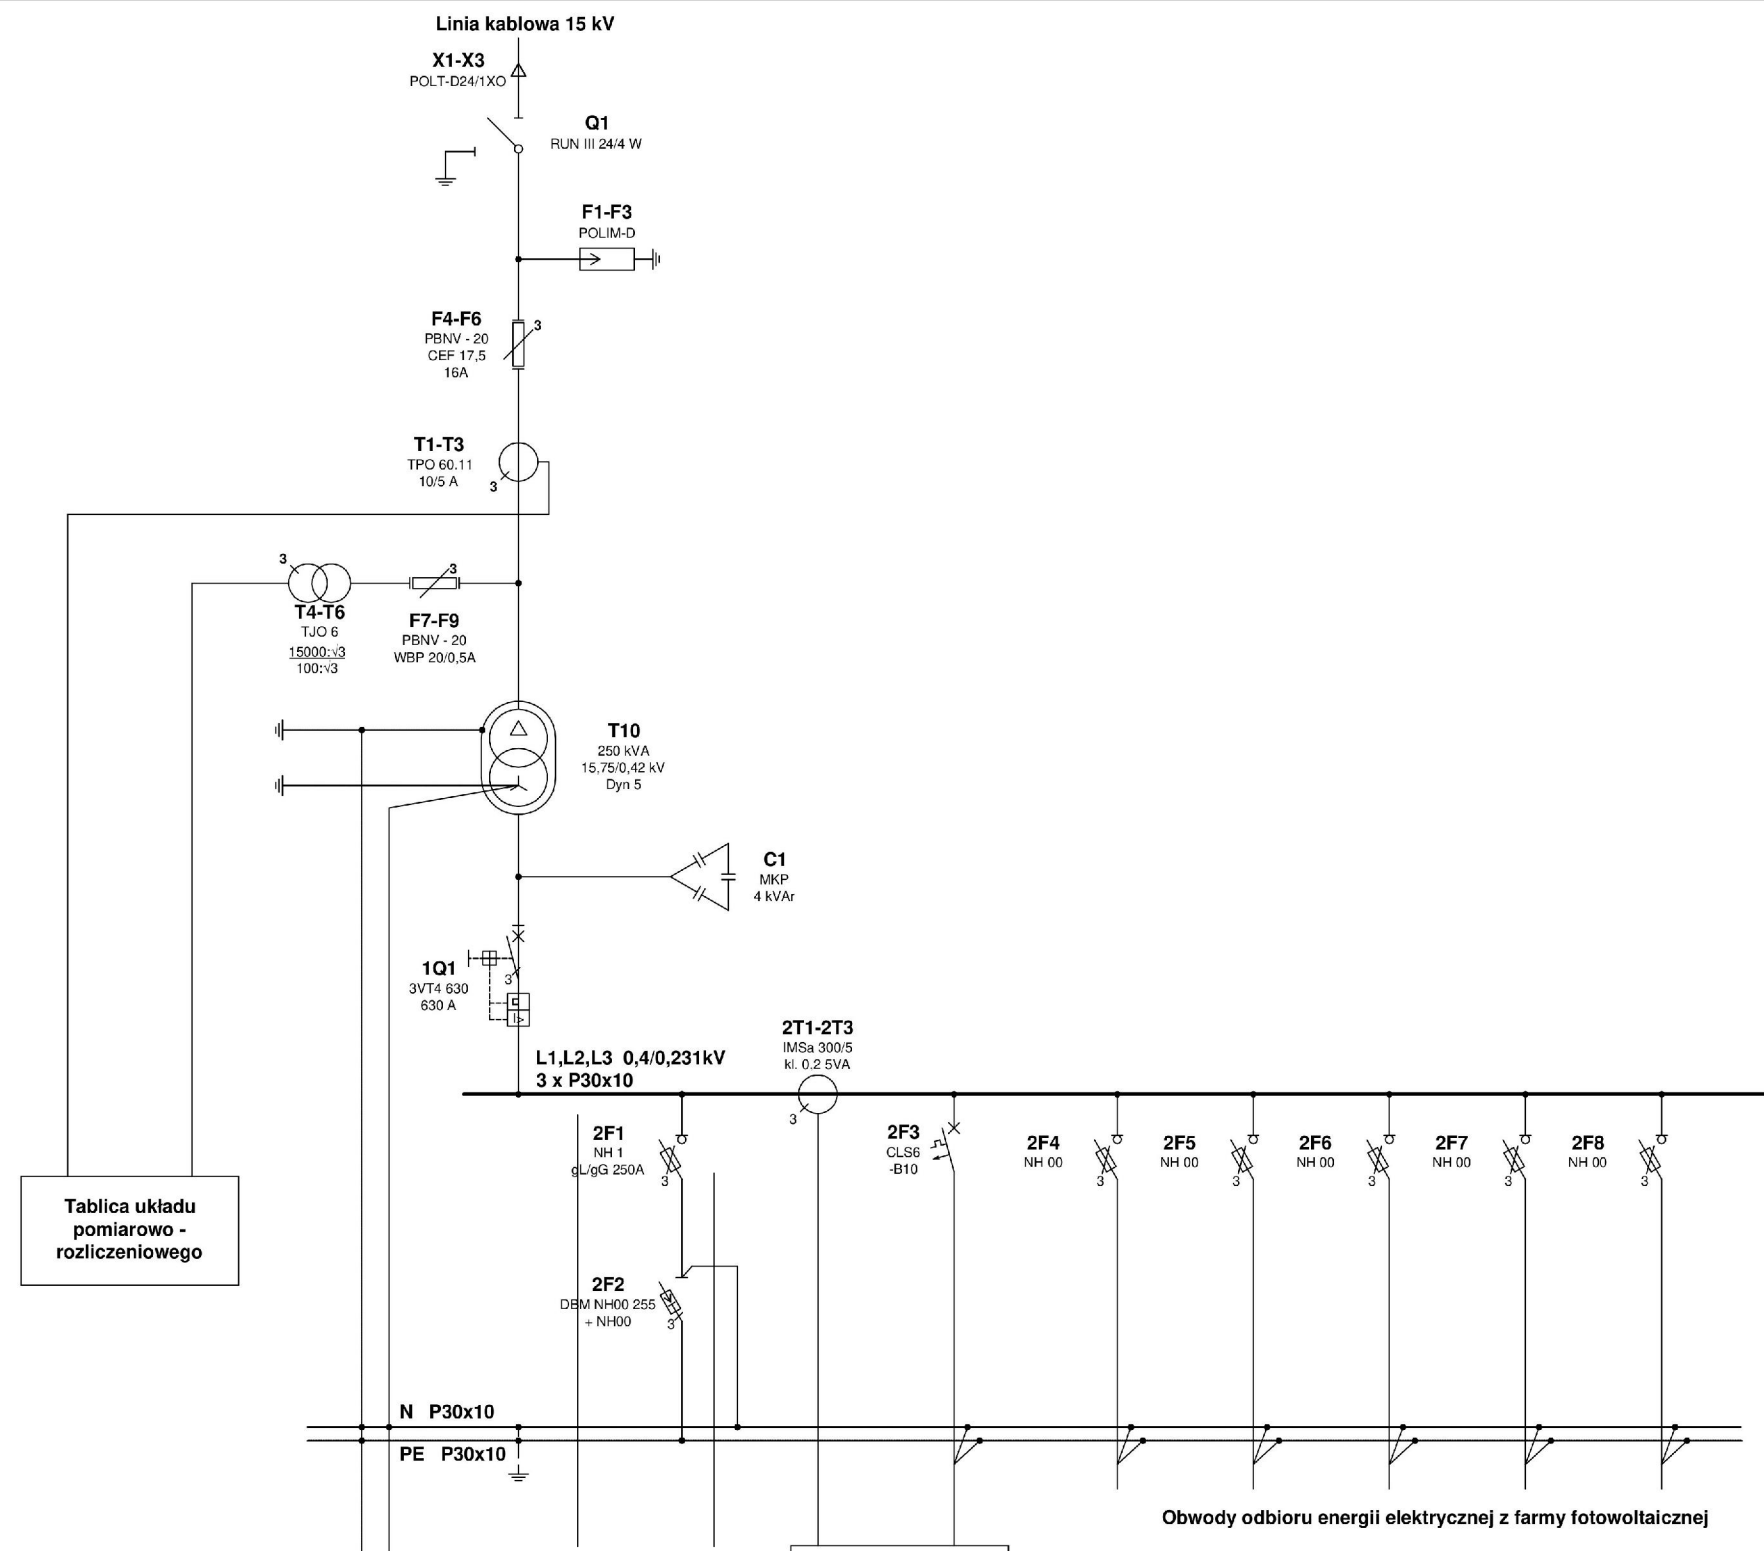 Linia kablowa 15 kV
X1-X3
POLT-D24/1XO
Q1
RUN III 24/4 W
F1-F3
POLIM-D
F4-F6
PBNV - 20
CEF 17,5
16A
3
T1-T3
TPO 60.11
10/5 A
3
3
T4-T6
TJO 6
15000:√3
100:√3
3
F7-F9
PBNV - 20
WBP 20/0,5A
T10
250 kVA
15,75/0,42 kV
Dyn 5
C1
MKP
4 kVAr
1Q1
3VT4 630
630 A
3
I>
L1,L2,L3 0,4/0,231kV
3 x P30x10
2T1-2T3
IMSa 300/5
kl. 0.2 5VA
3
2F1
NH 1
gL/gG 250A
3
2F3
CLS6
-B10
2F4
NH 00
3
2F5
NH 00
3
2F6
NH 00
3
2F7
NH 00
3
2F8
NH 00
3
Tablica układu
pomiarowo -
rozliczeniowego
2F2
DBM NH00 255
+ NH00
3
N P30x10
PE P30x10
Obwody odbioru energii elektrycznej z farmy fotowoltaicznej